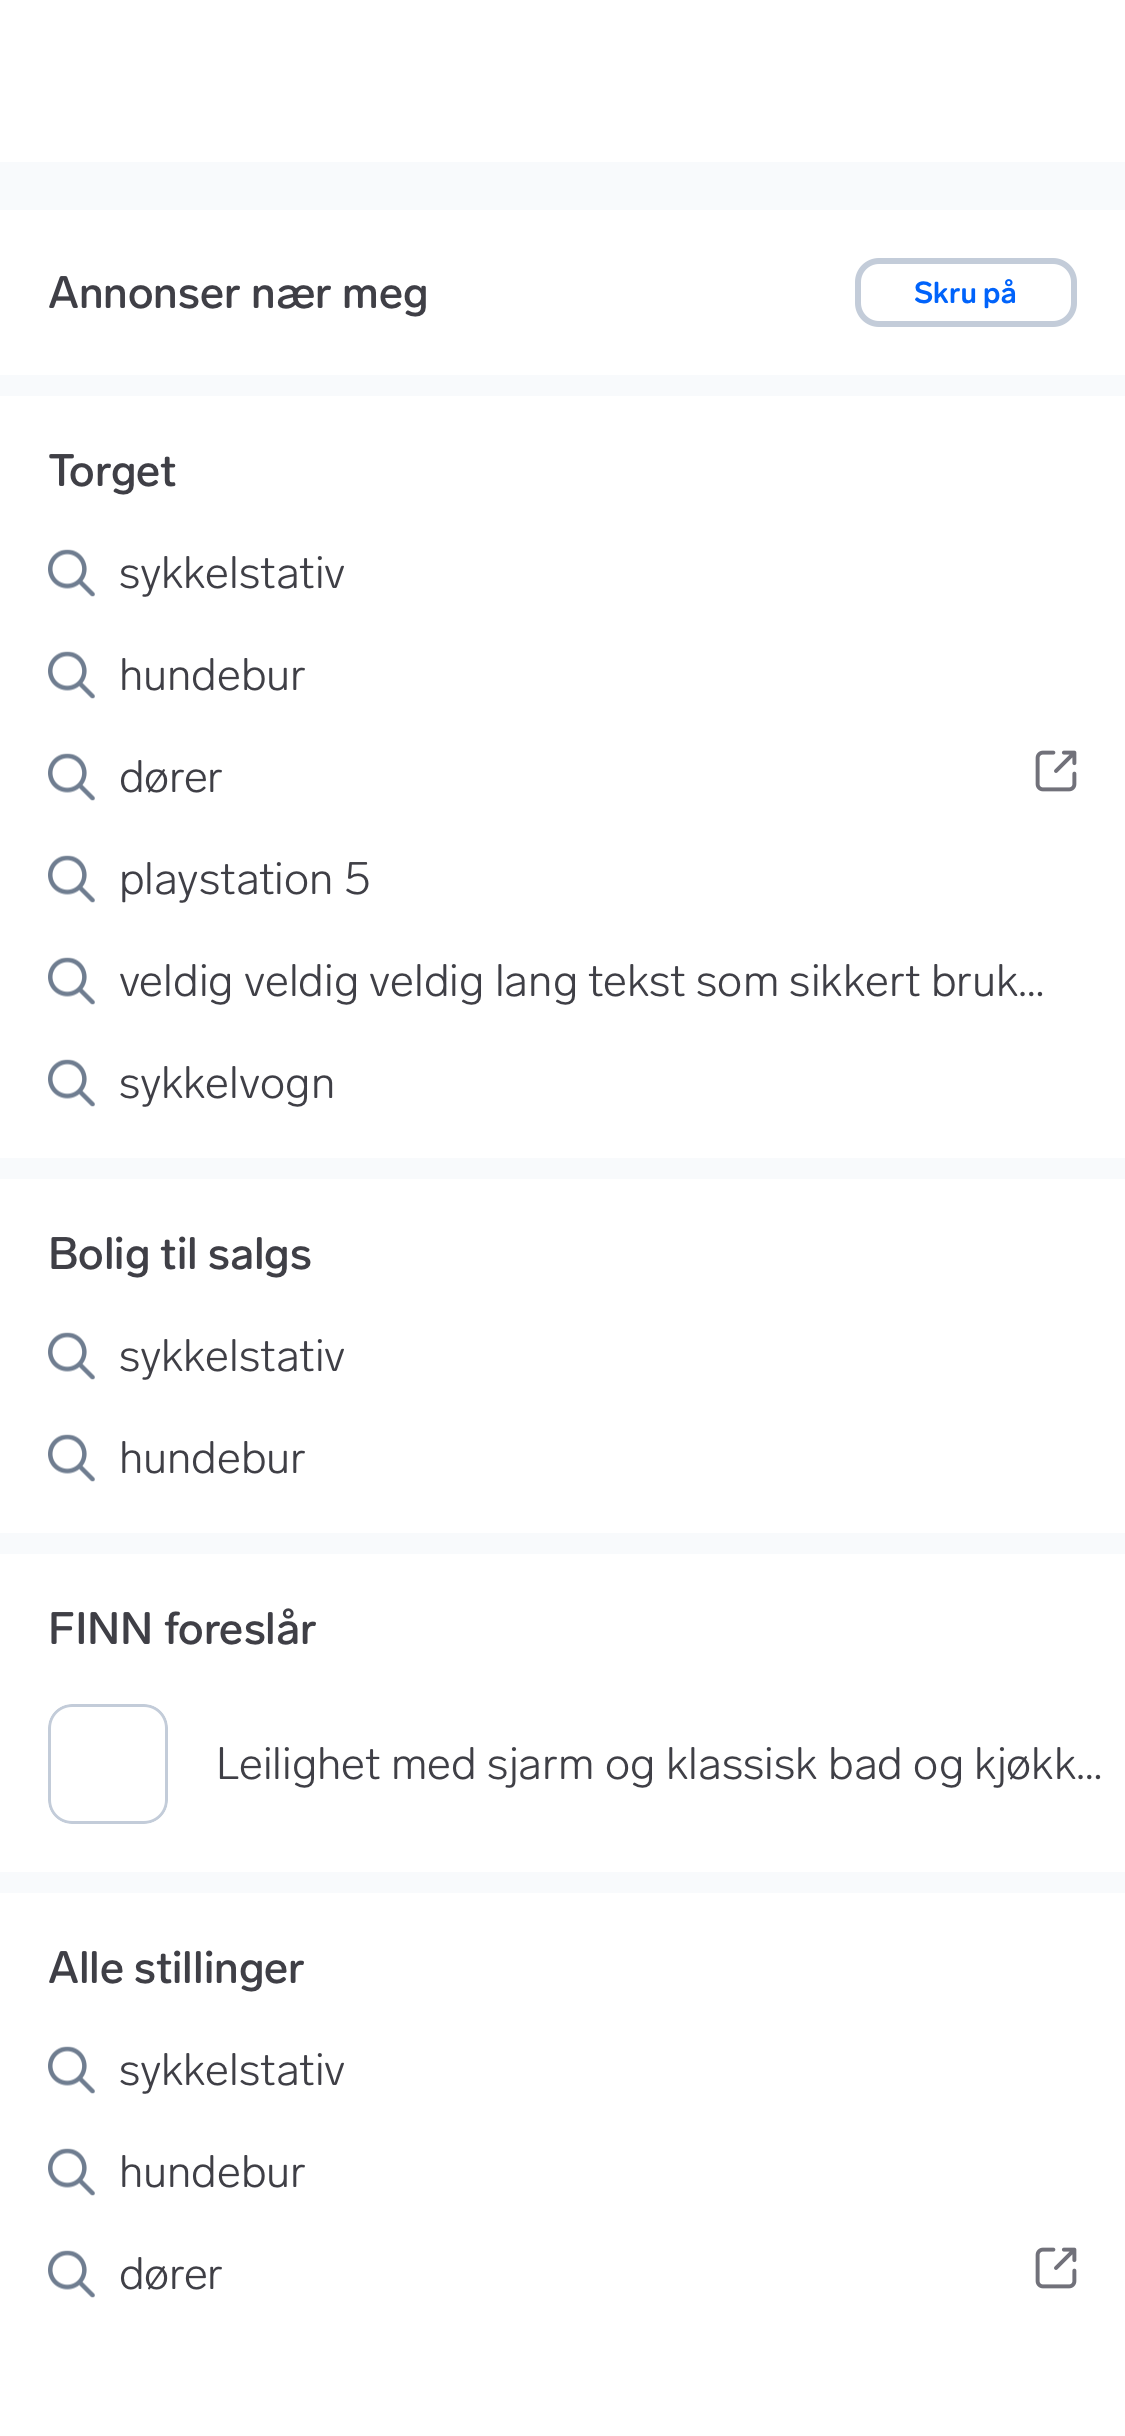 Annonser nær meg
Skru på
Torget
sykkelstativ
hundebur
dører
playstation 5
veldig veldig veldig lang tekst som sikkert bruk...
sykkelvogn
Bolig til salgs
sykkelstativ
hundebur
FINN foreslår
Leilighet med sjarm og klassisk bad og kjøkk...
Alle stillinger
sykkelstativ
hundebur
dører